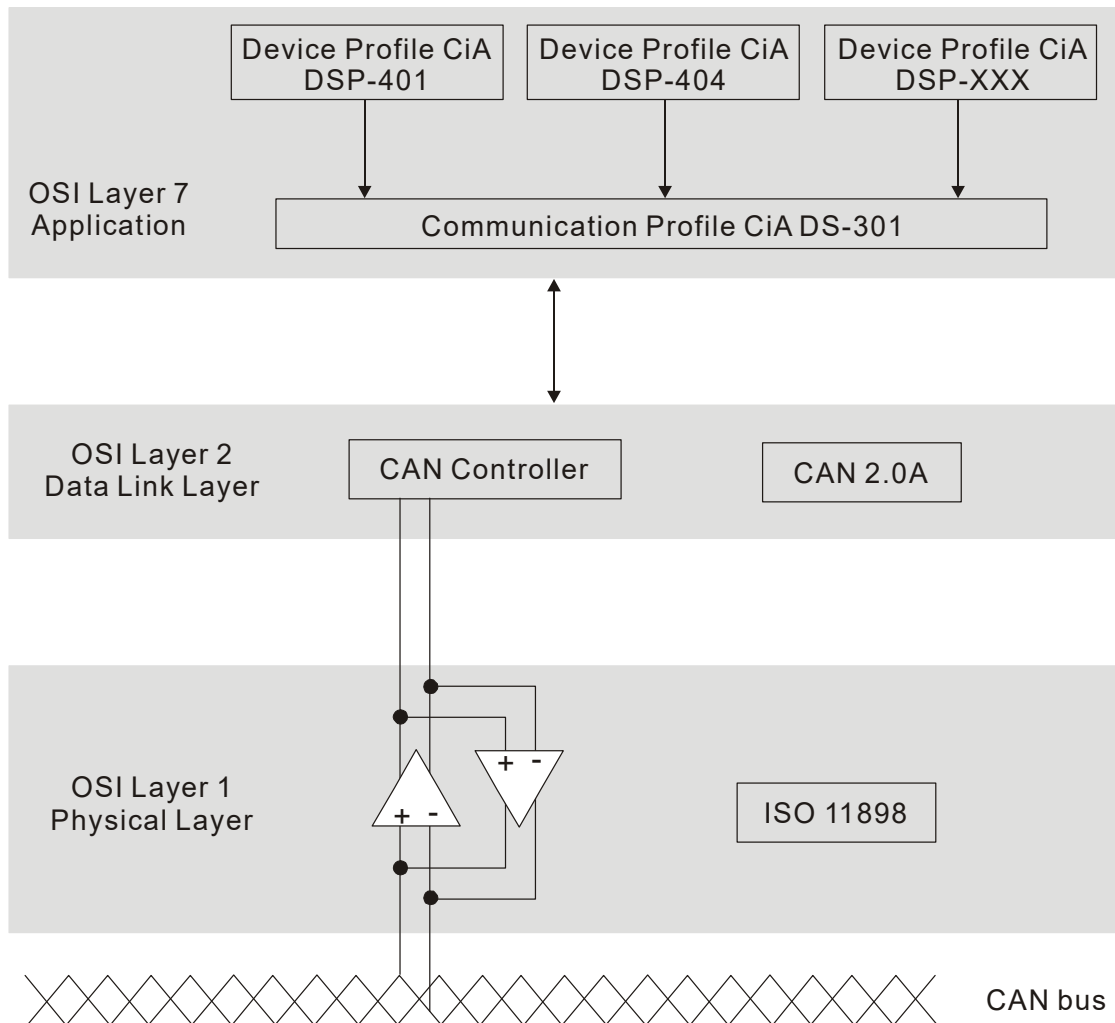 Device Profile CiA
DSP-401
Device Profile CiA
DSP-404
Device Profile CiA
DSP-XXX
OSI Layer 7
Application
Communication Profile CiA DS-301
OSI Layer 2
Data Link Layer
CAN Controller
CAN 2.0A
OSI Layer 1
Physical Layer
+ -
+ -
ISO 11898
CAN bus